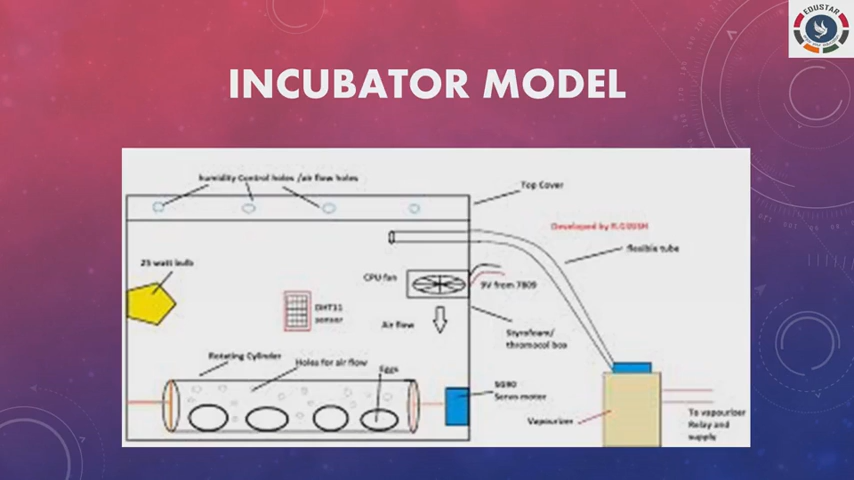 EDUSTAR
INCUBATOR MODEL
humidity Control holes /air flow holes
Top Cover
flexible tube
25 watt bulb
CPU fan
9V from 7809
DHT11
sensor
Air flow
Styrofoam/
thromocol box
Rotating Cylinder
Holes for air flow
Eggs
SG90
Servo motor
Vapourizer
To vapourizer
Relay and
supply
Developed by